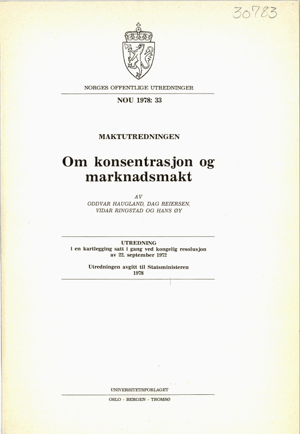 30783
NORGES OFFENTLIGE UTREDNINGER
NOU 1978: 33
MAKTUTREDNINGEN
Om konsentrasjon og
marknadsmakt
AV
ODDVAR HAUGLAND, DAG REIERSEN,
VIDAR RINGSTAD OG HANS ØY
UTREDNING
i en kartlegging satt i gang ved kongelig resolusjon
av 22. september 1972
Utredningen avgitt til Statsministeren
1978
UNIVERSITETSFORLAGET
OSLO - BERGEN - TROMSØ